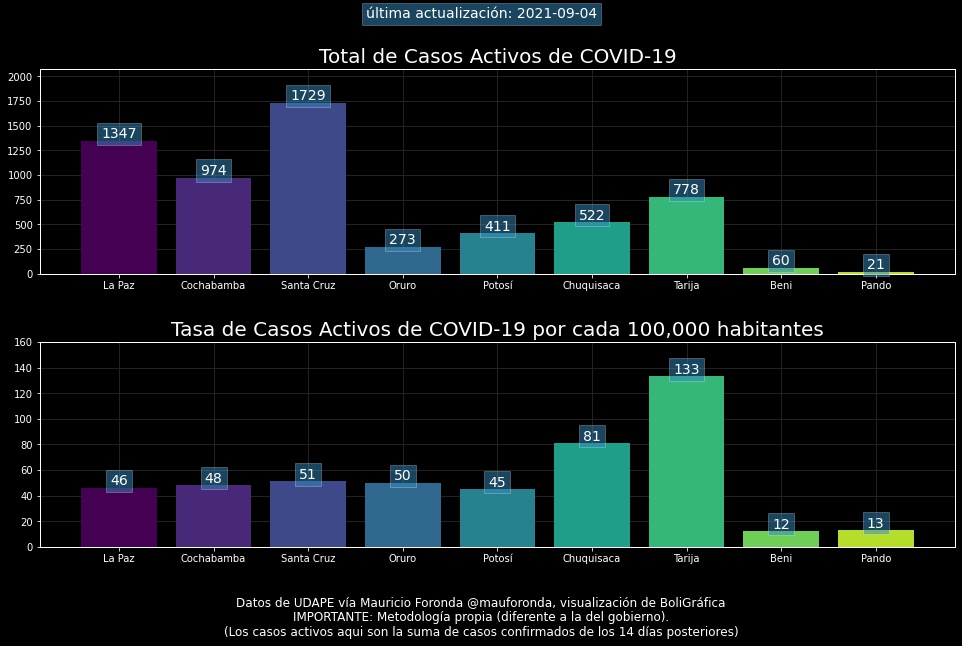 última actualización: 2021-09-04
Total de Casos Activos de COVID-19
2000
1750
1500
1250
1000
750
500
250
0
1347
974
1729
273
411
522
778
60
21
La Paz
Cochabamba
Santa Cruz
Oruro
Potosí
Chuquisaca
Tarija
Beni
Pando
Tasa de Casos Activos de COVID-19 por cada 100,000 habitantes
160
140
120
100
80
60
40
20
0
46
48
51
50
45
81
133
12
13
La Paz
Cochabamba
Santa Cruz
Oruro
Potosí
Chuquisaca
Tarija
Beni
Pando
Datos de UDAPE vía Mauricio Foronda @mauforonda, visualización de BoliGráfica
IMPORTANTE: Metodología propia (diferente a la del gobierno).
(Los casos activos aqui son la suma de casos confirmados de los 14 días posteriores)